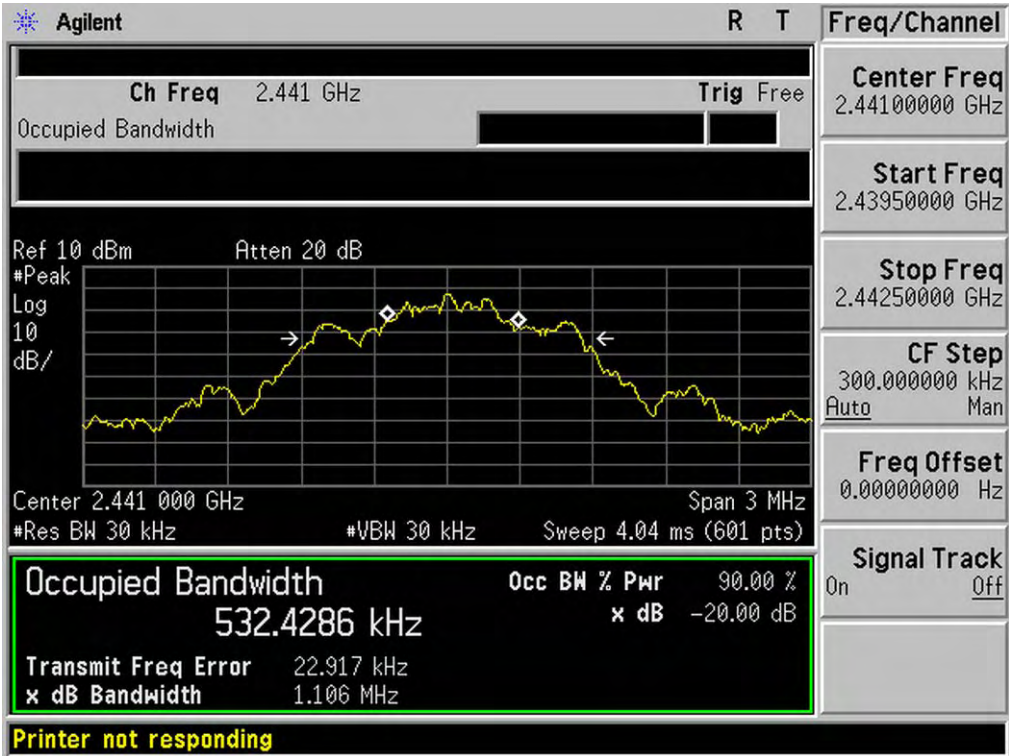 Agilent R T
Freq/Channel
Ch Freq 2.441 GHz Trig Free
Occupied Bandwidth
Center Freq
2.44100000 GHz
Start Freq
2.43950000 GHz
Stop Freq
2.44250000 GHz
CF Step
300.000000 kHz
Auto Man
Freq Offset
0.00000000 Hz
Signal Track
On Off
Ref 10 dBm Atten 20 dB
#Peak
Log
10
dB/
Center 2.441 000 GHz Span 3 MHz
#Res BW 30 kHz #VBW 30 kHz Sweep 4.04 ms (601 pts)
Occupied Bandwidth
532.4286 kHz
Occ BW % Pwr 90.00 %
x dB -20.00 dB
Transmit Freq Error 22.917 kHz
x dB Bandwidth 1.106 MHz
Printer not responding